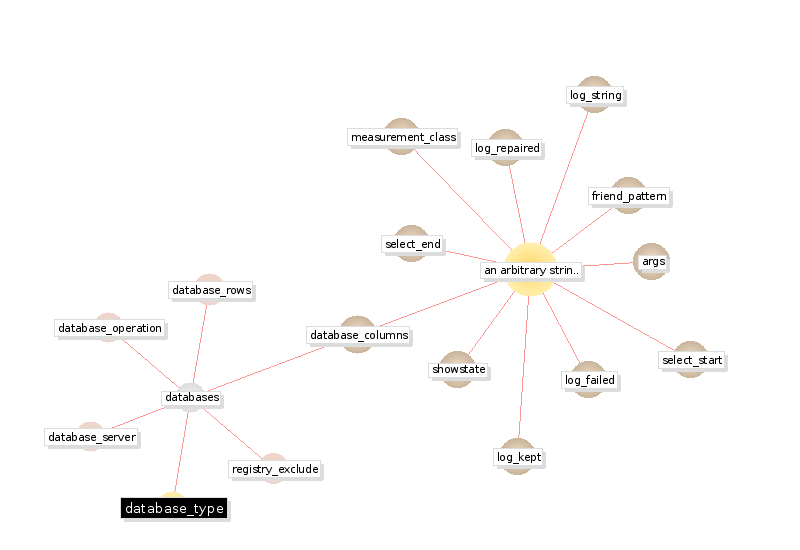 log_string
measurement_class
log_repaired
friend_pattern
select_end
args
an arbitrary strin..
database_rows
database_operation
database_columns
select_start
showstate
log_failed
databases
database_server
log_kept
registry_exclude
database_type